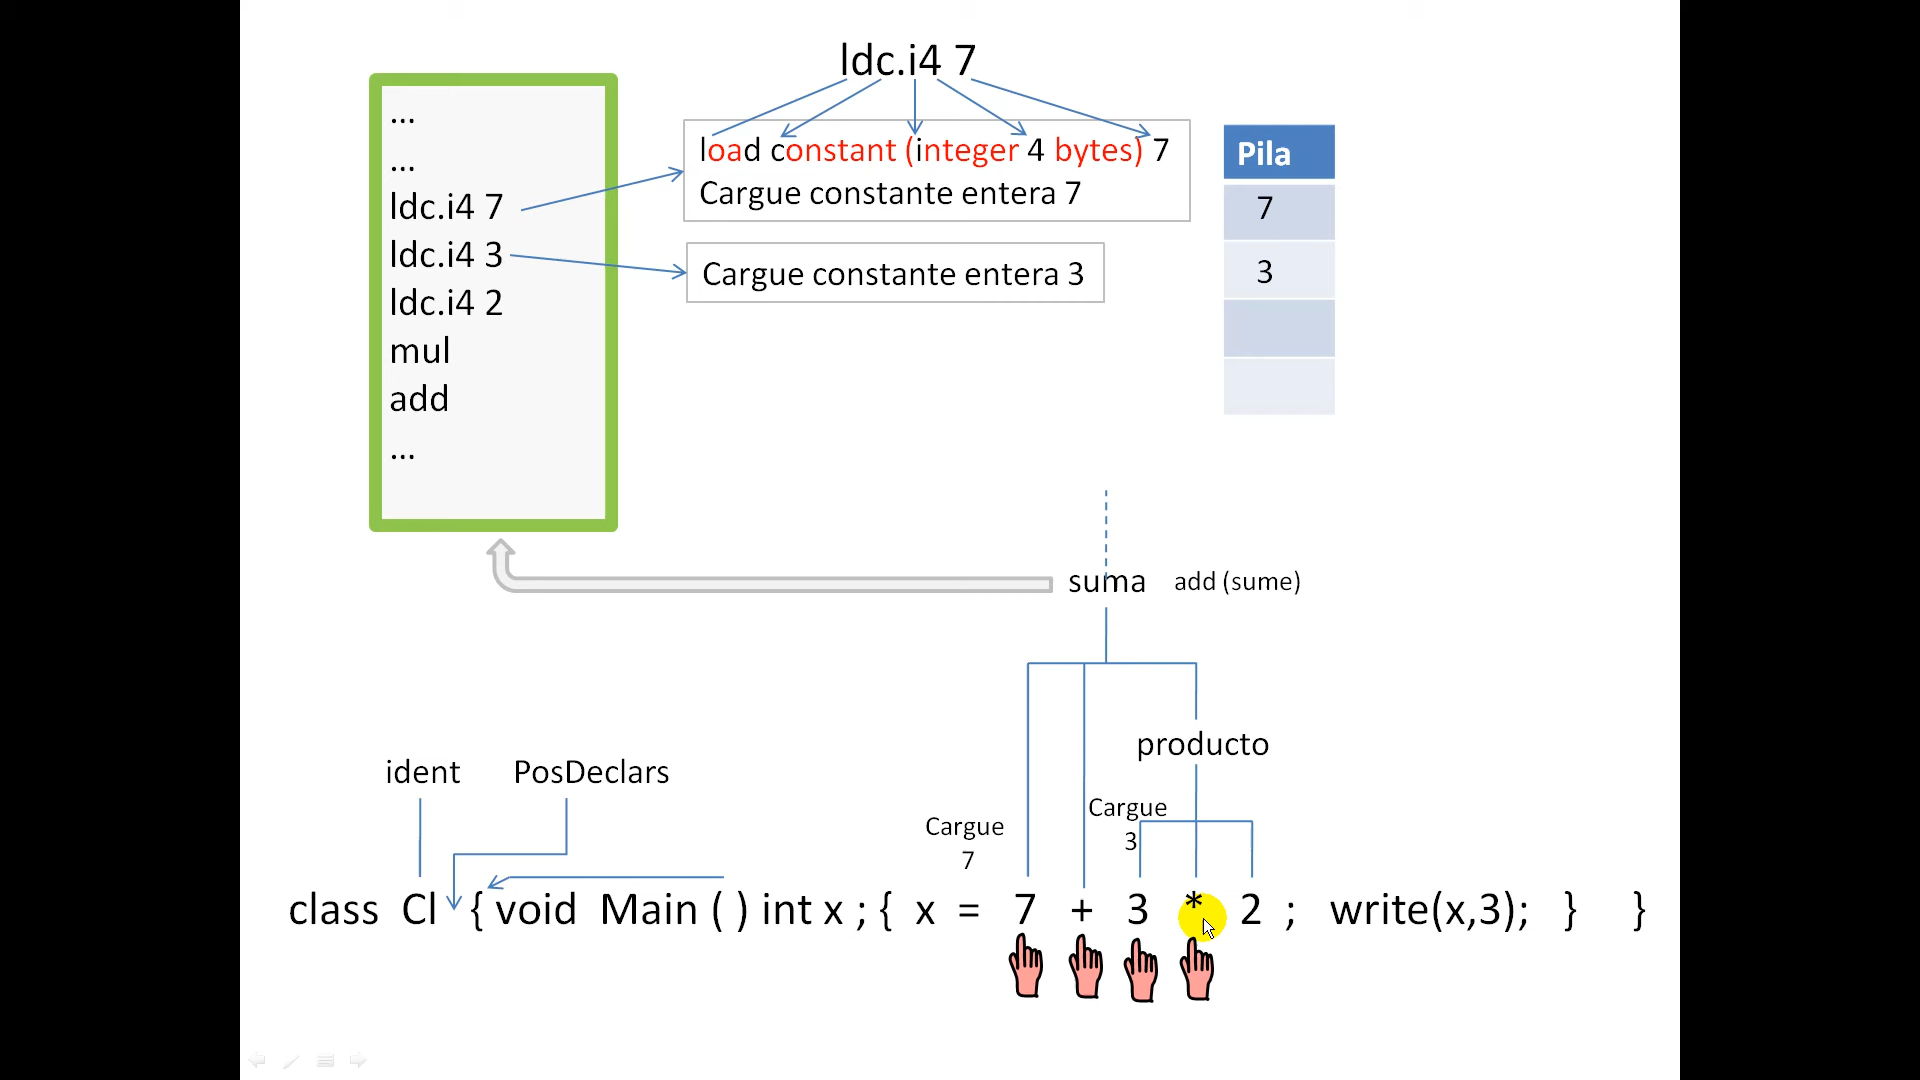 ldc.i4 7
...
...
ldc.i4 7
ldc.i4 3
ldc.i4 2
mul
add
...
load constant (integer 4 bytes) 7
Cargue constante entera 7
Cargue constante entera 3
Pila
7
3
suma add (sume)
producto
ident PosDeclars
Cargue
7
Cargue
3
class Cl { void Main ( ) int x ; { x = 7 + 3 * 2 ; write(x,3); } }